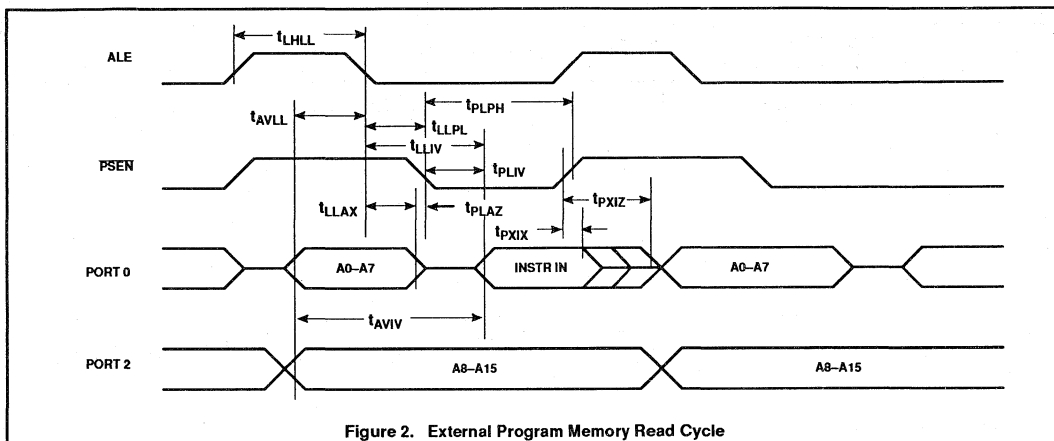 ALE
tLHLL
tAVLL
tPLPH
tLLPL
tLLIV
tPLIV
PSEN
tLLAX
tPLAZ
tPXIZ
tPXIX
PORT 0
A0–A7
INSTR IN
A0–A7
tAVIV
PORT 2
A8–A15
A8–A15
Figure 2. External Program Memory Read Cycle